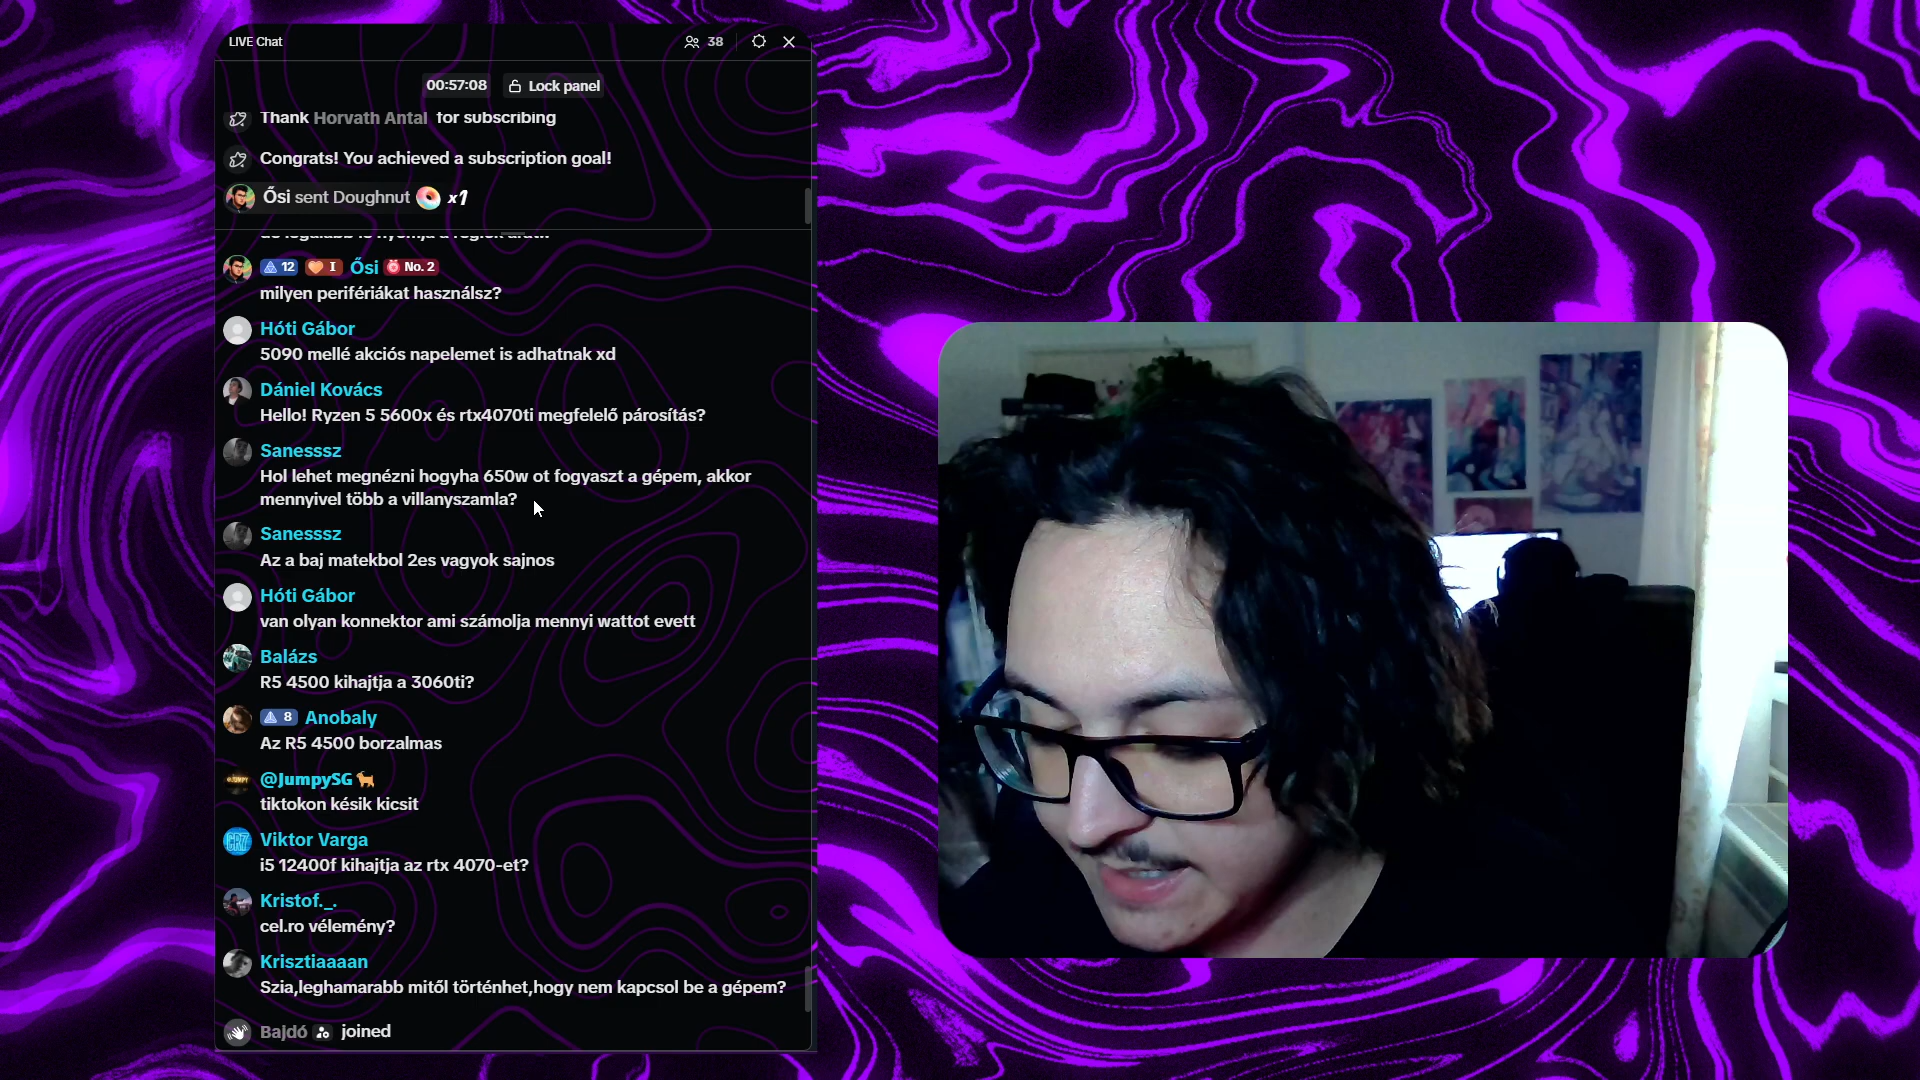 LIVE Chat
38
00:57:08
Lock panel
Thank Horvath Antal for subscribing
Congrats! You achieved a subscription goal!
Ősi sent Doughnut x1
12 I Ősi No. 2
milyen perifériákat használsz?
Hóti Gábor
5090 mellé akciós napelemet is adhatnak xd
Dániel Kovács
Hello! Ryzen 5 5600x és rtx4070ti megfelelő párosítás?
Sanesssz
Hol lehet megnézni hogyha 650w ot fogyaszt a gépem, akkor
mennyivel több a villanyszamla?
Sanesssz
Az a baj matekbol 2es vagyok sajnos
Hóti Gábor
van olyan konnektor ami számolja mennyi wattot evett
Balázs
R5 4500 kihajtja a 3060ti?
8 Anobaly
Az R5 4500 borzalmas
@JumpySG
tiktokon késik kicsit
Viktor Varga
i5 12400f kihajtja az rtx 4070-et?
Kristof._.
cel.ro vélemény?
Krisztiaaaan
Szia,leghamarabb mitől történhet,hogy nem kapcsol be a gépem?
Bajdó joined